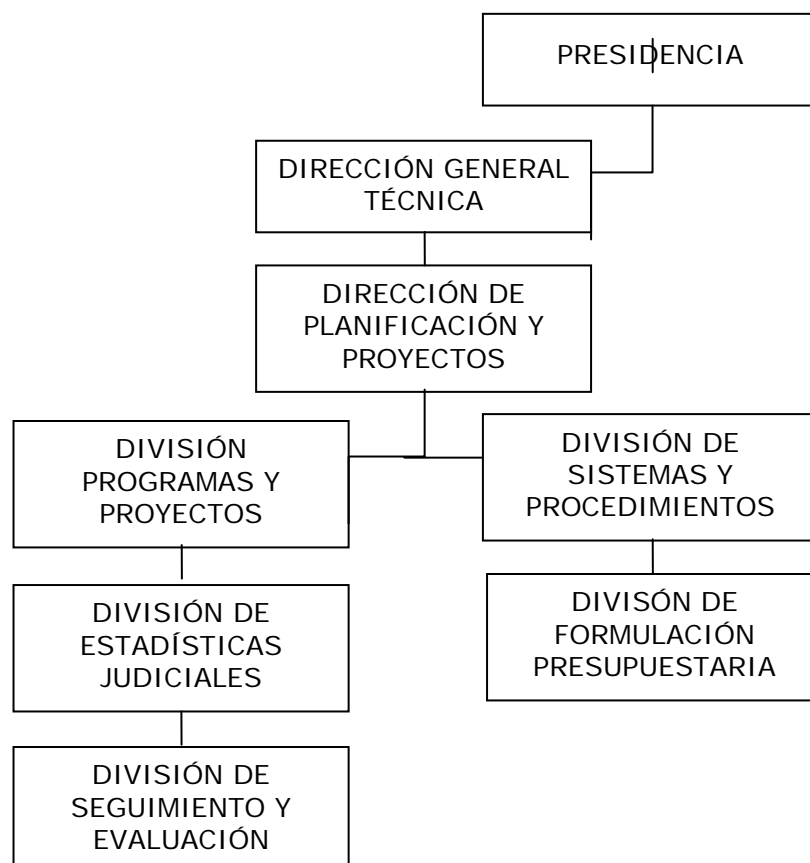 PRESIDENCIA
DIRECCIÓN GENERAL
TÉCNICA
DIRECCIÓN DE
PLANIFICACIÓN Y
PROYECTOS
DIVISIÓN
PROGRAMAS Y
PROYECTOS
DIVISIÓN DE
SISTEMAS Y
PROCEDIMIENTOS
DIVISIÓN DE
ESTADÍSTICAS
JUDICIALES
DIVISÓN DE
FORMULACIÓN
PRESUPUESTARIA
DIVISIÓN DE
SEGUIMIENTO Y
EVALUACIÓN